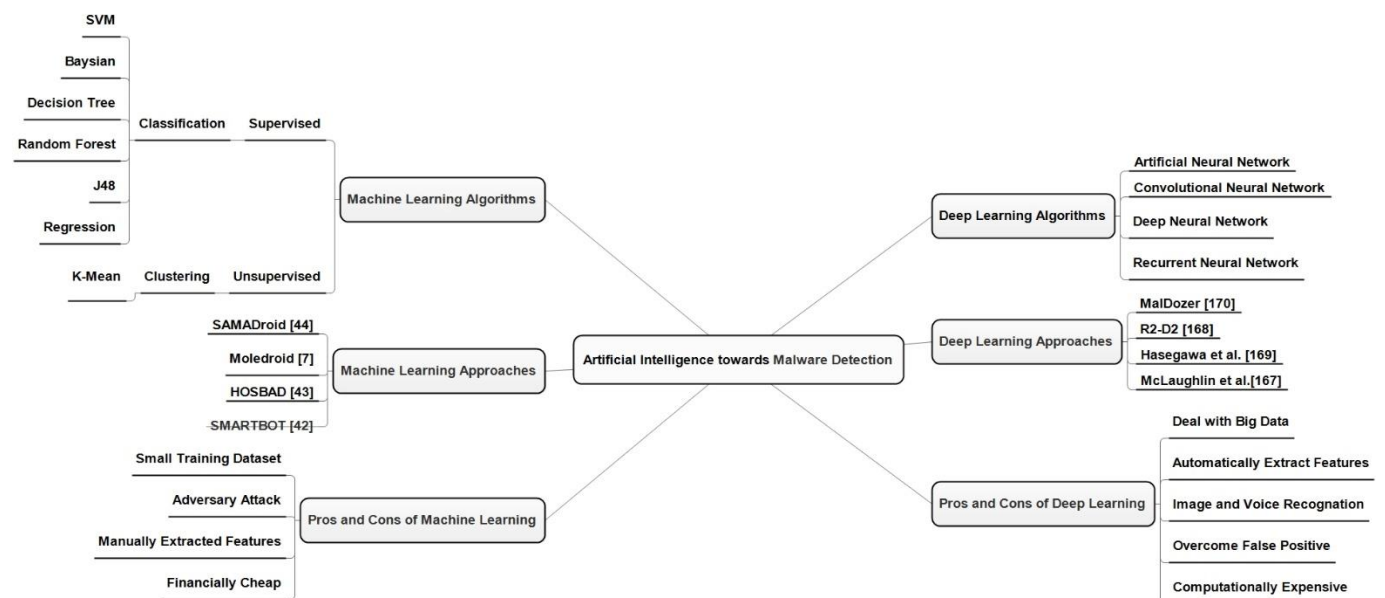 SVM
Baysian
Decision Tree
Random Forest
J48
Regression
Classification
Supervised
K-Mean
Clustering
Unsupervised
Machine Learning Algorithms
SAMADroid [44]
Moledroid [7]
HOSBAD [43]
SMARTBOT [42]
Machine Learning Approaches
Small Training Dataset
Adversary Attack
Manually Extracted Features
Financially Cheap
Pros and Cons of Machine Learning
Artificial Intelligence towards Malware Detection
Deep Learning Algorithms
Artificial Neural Network
Convolutional Neural Network
Deep Neural Network
Recurrent Neural Network
Deep Learning Approaches
MalDozer [170]
R2-D2 [168]
Hasegawa et al. [169]
McLaughlin et al.[167]
Pros and Cons of Deep Learning
Deal with Big Data
Automatically Extract Features
Image and Voice Recognation
Overcome False Positive
Computationally Expensive